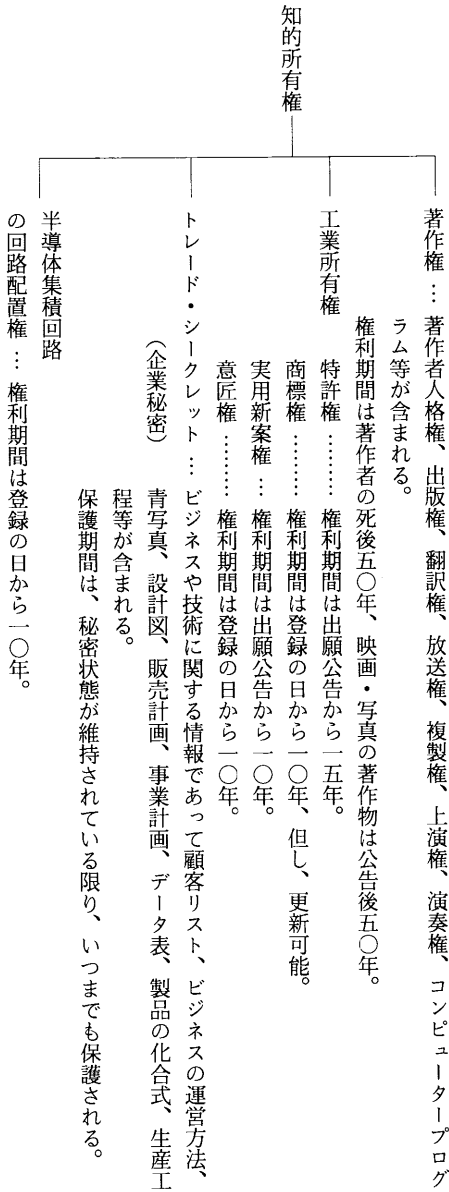 知的所有権
著作権 … 著作者人格権、出版権、翻訳権、放送権、複製権、上演権、演奏権、コンピュータープログ
ラム等が含まれる。
権利期間は著作者の死後五〇年、映画・写真の著作物は公告後五〇年。
工業所有権 特許権 ……… 権利期間は出願公告から一五年。
商標権 ……… 権利期間は登録の日から一〇年、但し、更新可能。
実用新案権 … 権利期間は出願公告から一〇年。
意匠権 ……… 権利期間は登録の日から一〇年。
トレード・シークレット … ビジネスや技術に関する情報であって顧客リスト、ビジネスの運営方法、
(企業秘密) 青写真、設計図、販売計画、事業計画、データ表、製品の化合式、生産工
程等が含まれる。
保護期間は、秘密状態が維持されている限り、いつまでも保護される。
半導体集積回路
の回路配置権 … 権利期間は登録の日から一〇年。